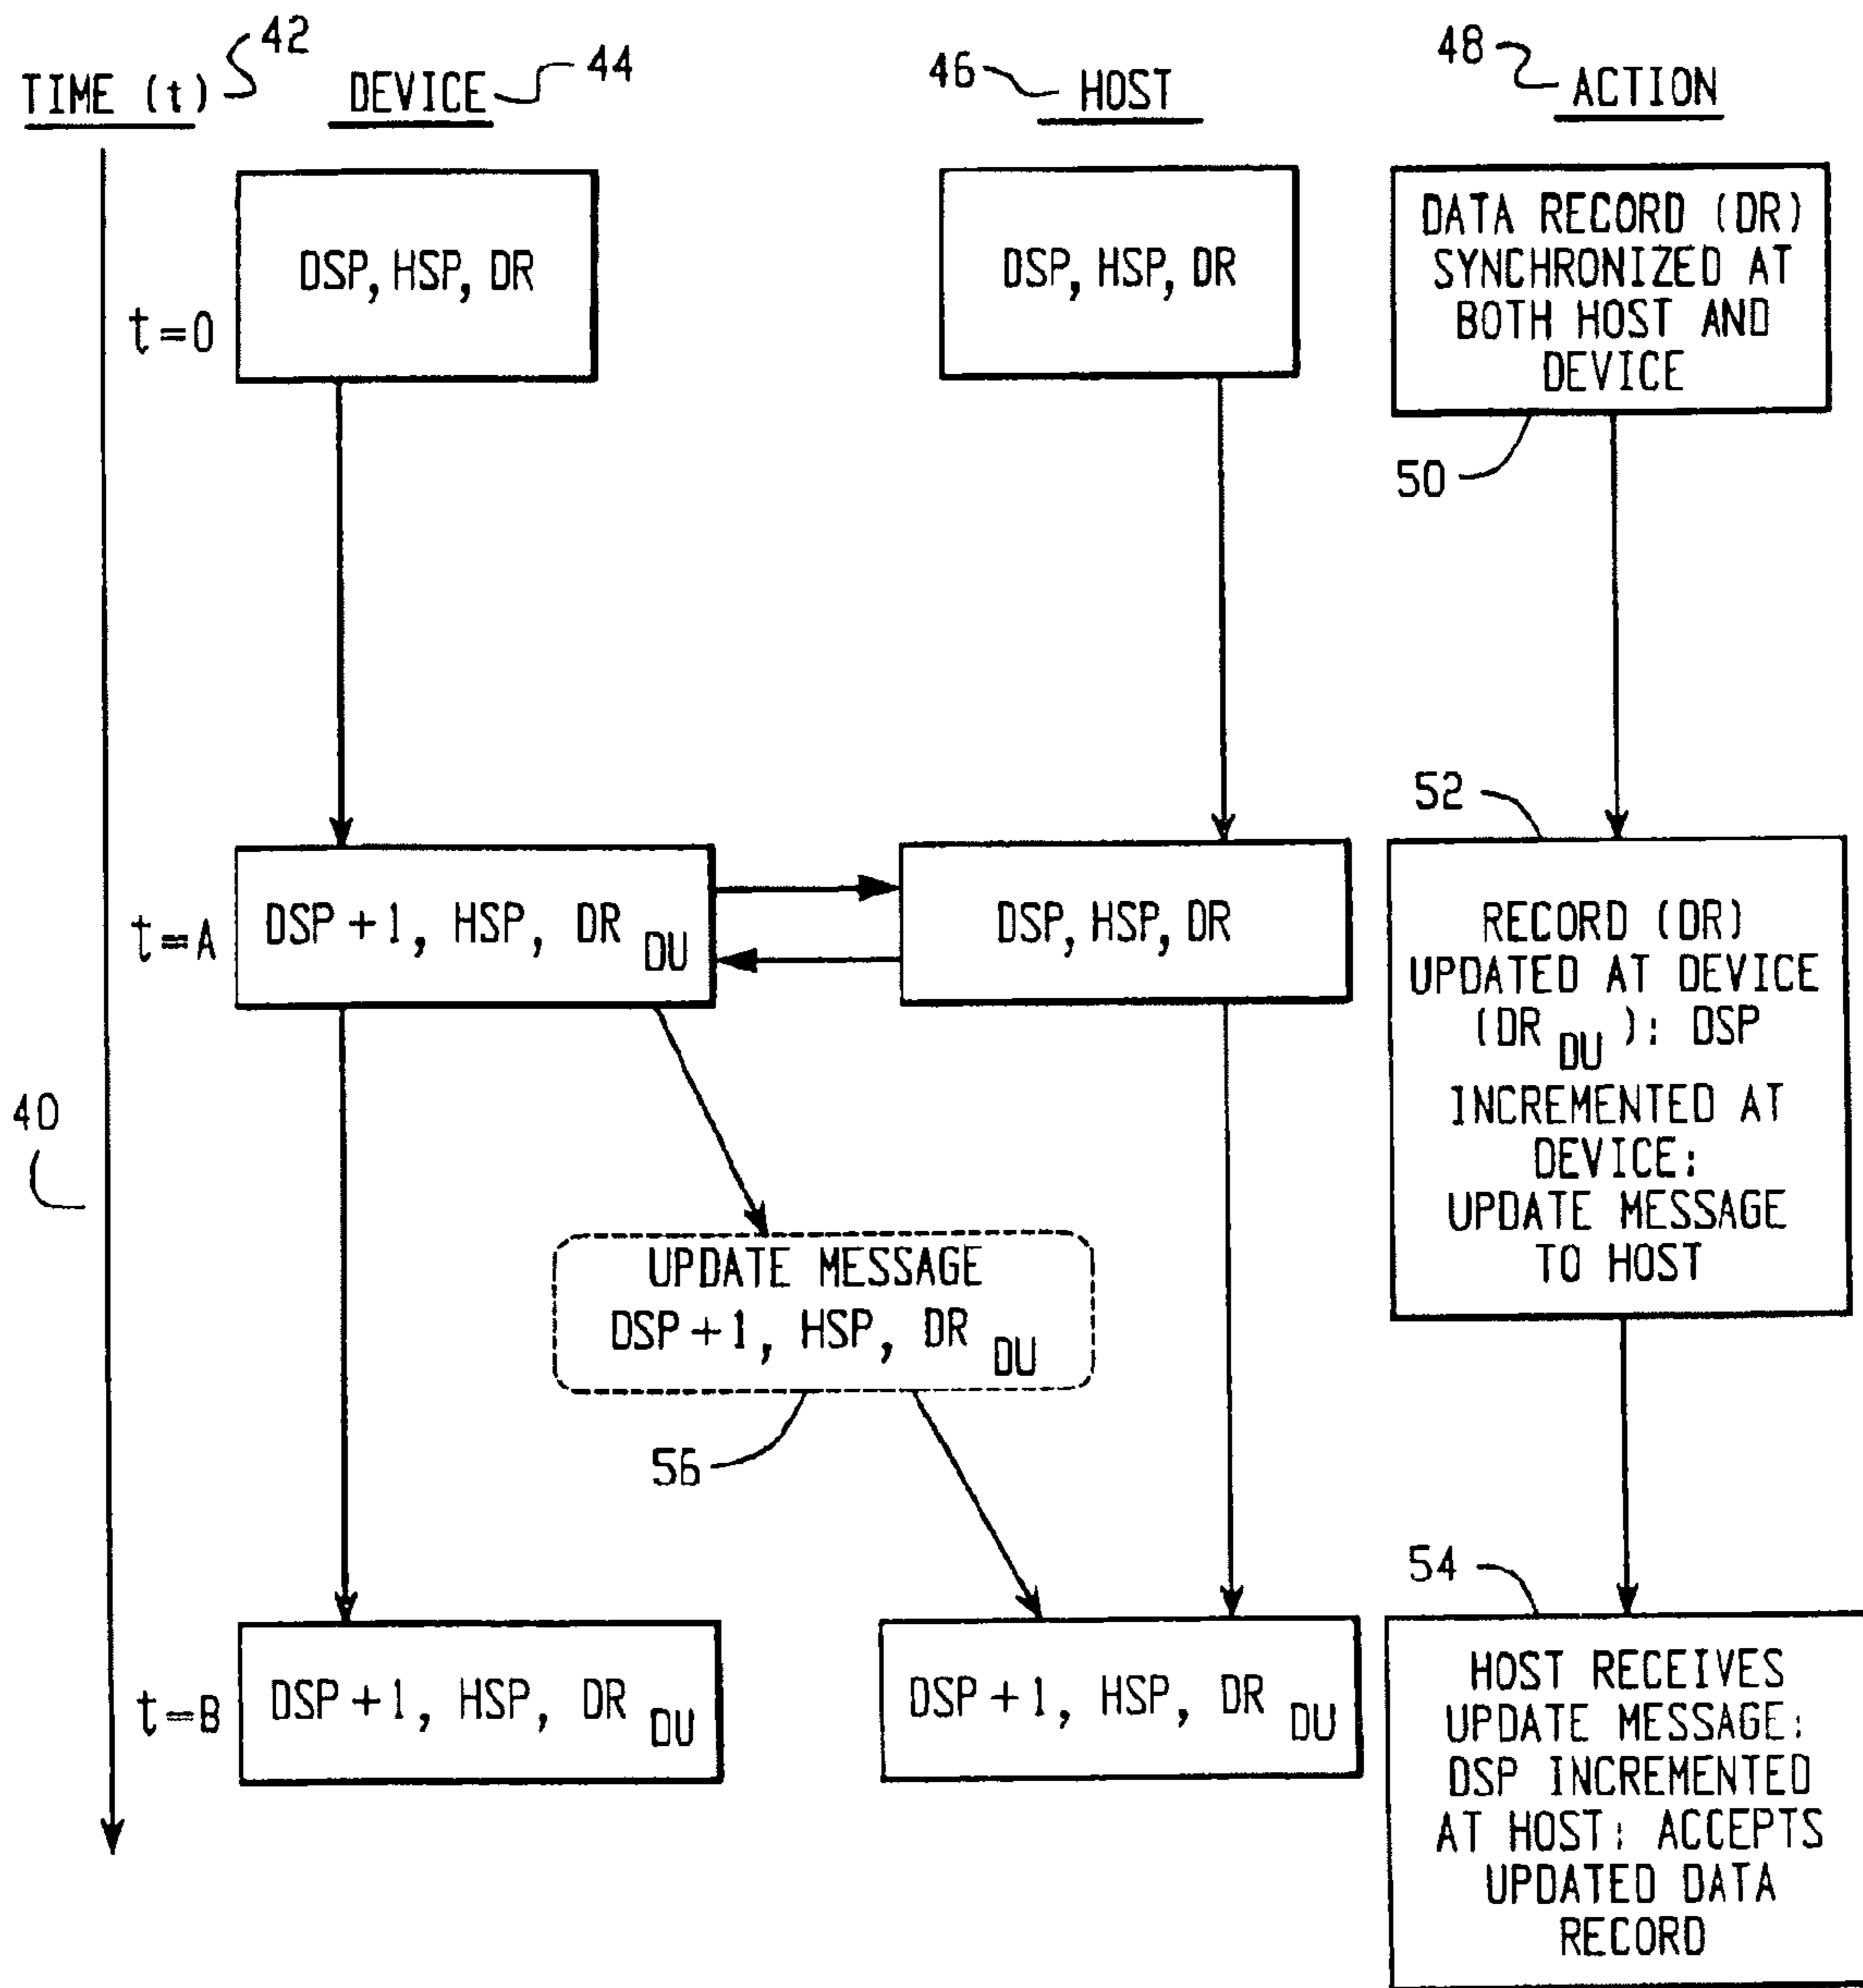 42
TIME (t)
DEVICE
44
46
HOST
48
ACTION
DSP, HSP, DR
t=0
DSP, HSP, DR
DATA RECORD (DR)
SYNCHRONIZED AT
BOTH HOST AND
DEVICE
50
52
t=A
DSP+1, HSP, DR DU
DSP, HSP, DR
RECORD (DR)
UPDATED AT DEVICE
(DR DU): DSP
INCREMENTED AT
DEVICE:
UPDATE MESSAGE
TO HOST
40
UPDATE MESSAGE
DSP+1, HSP, DR DU
56
54
t=B
DSP+1, HSP, DR DU
DSP+1, HSP, DR DU
HOST RECEIVES
UPDATE MESSAGE:
DSP INCREMENTED
AT HOST: ACCEPTS
UPDATED DATA
RECORD